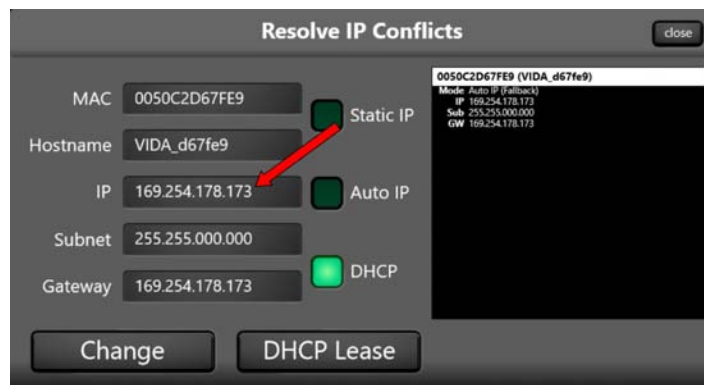 Resolve IP Conflicts
close
MAC 0050C2D67FE9
Hostname VIDA_d67fe9
IP 169.254.178.173
Subnet 255.255.000.000
Gateway 169.254.178.173
Static IP
Auto IP
DHCP
Change
DHCP Lease
0050C2D67FE9 (VIDA_d67fe9)
Mode Auto IP (Fallback)
IP 169.254.178.173
Sub 255.255.000.000
GW 169.254.178.173